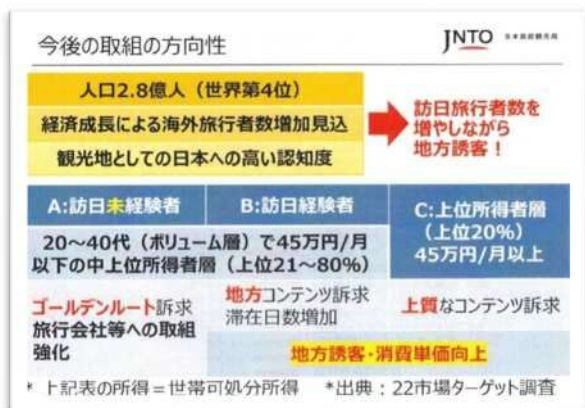 今後の取組の方向性
JNTO 日本政府観光局
人口2.8億人（世界第4位）
経済成長による海外旅行者数増加見込
観光地としての日本への高い認知度
訪日旅行者数を
増やしながら
地方誘客！
A:訪日未経験者
B:訪日経験者
C:上位所得者層
（上位20%）
45万円/月以上
20～40代（ボリューム層）で45万円/月
以下の中上位所得者層（上位21～80%）
ゴールデンルート訴求
旅行会社等への取組
強化
地方コンテンツ訴求
滞在日数増加
上質なコンテンツ訴求
地方誘客・消費単価向上
* 上記表の所得＝世帯可処分所得 *出典：22市場ターゲット調査